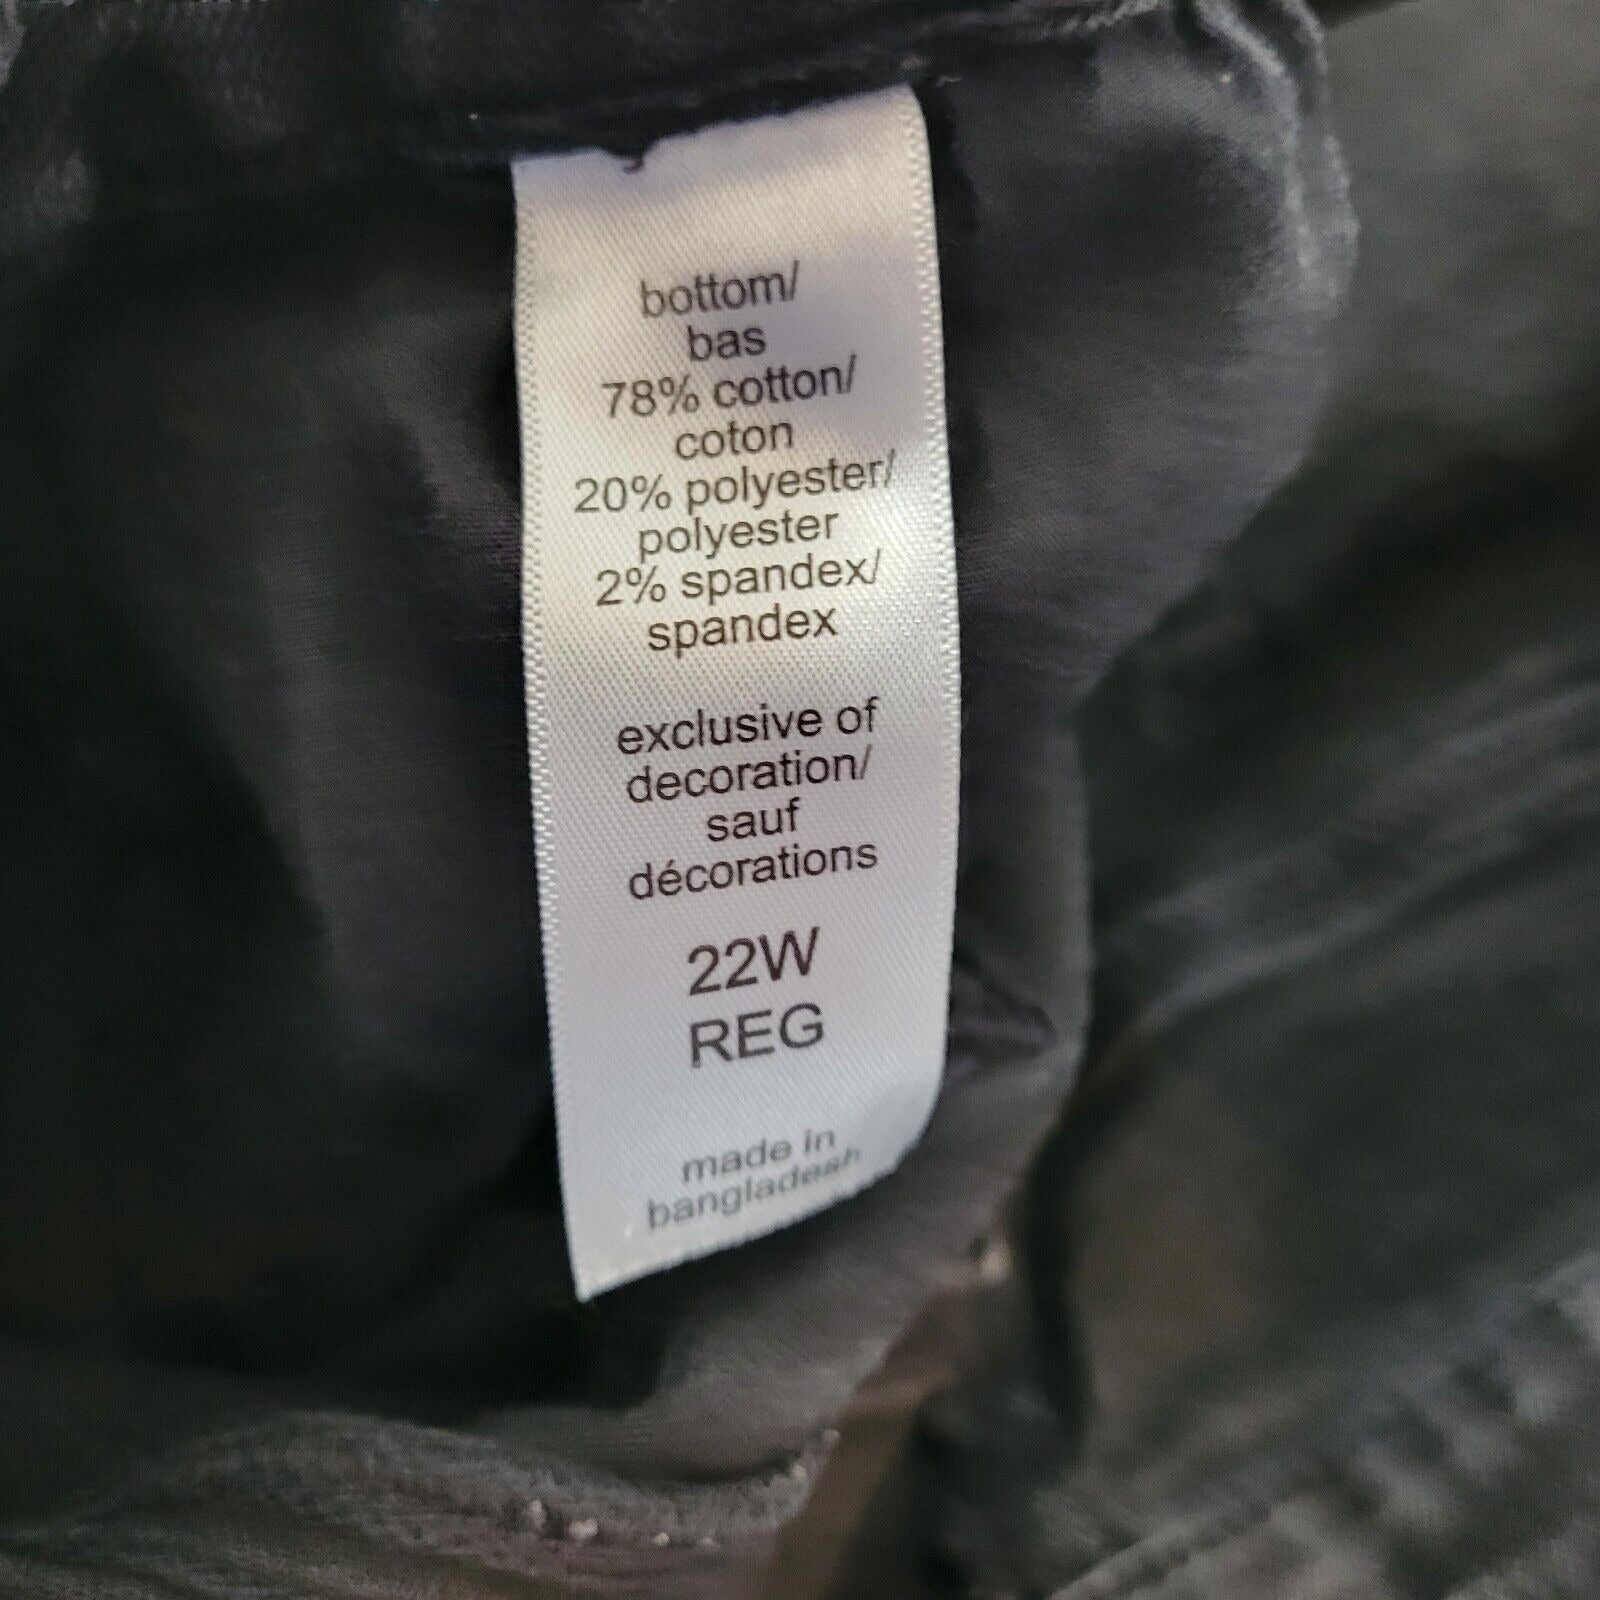 bottom/
bas
78% cotton/
coton
20% polyester/
polyester
2% spandex/
spandex
exclusive of
decoration/
sauf
décorations
22W
REG
made in
bangladesh